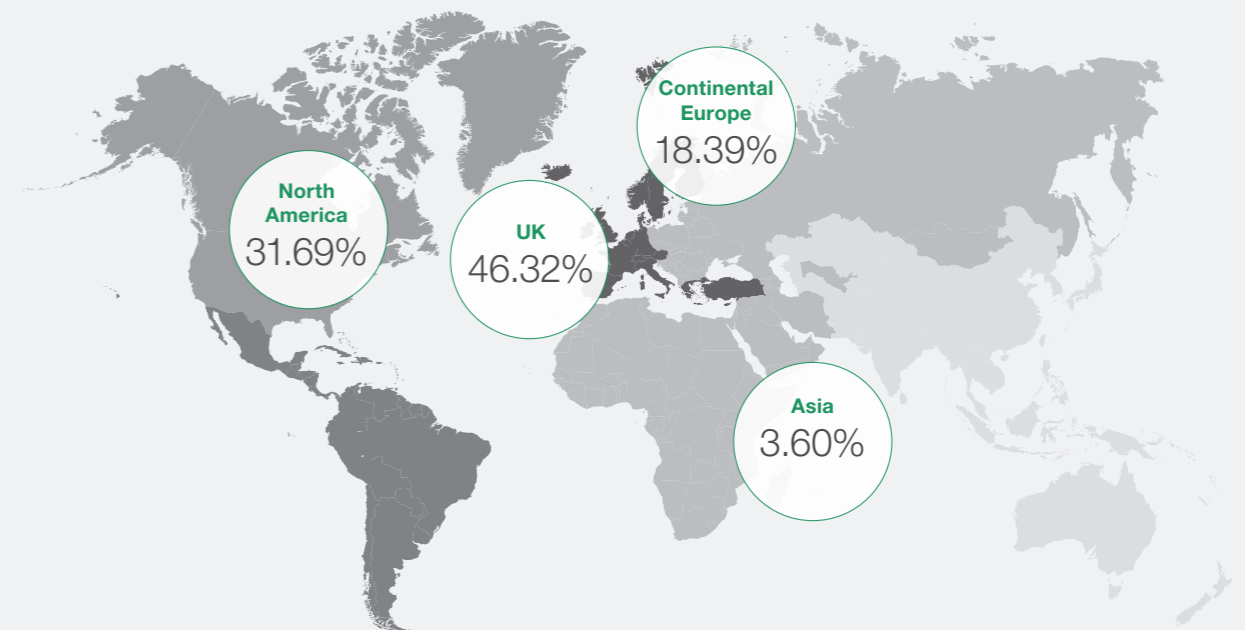 Continental
Europe
18.39%
North
America
31.69%
UK
46.32%
Asia
3.60%